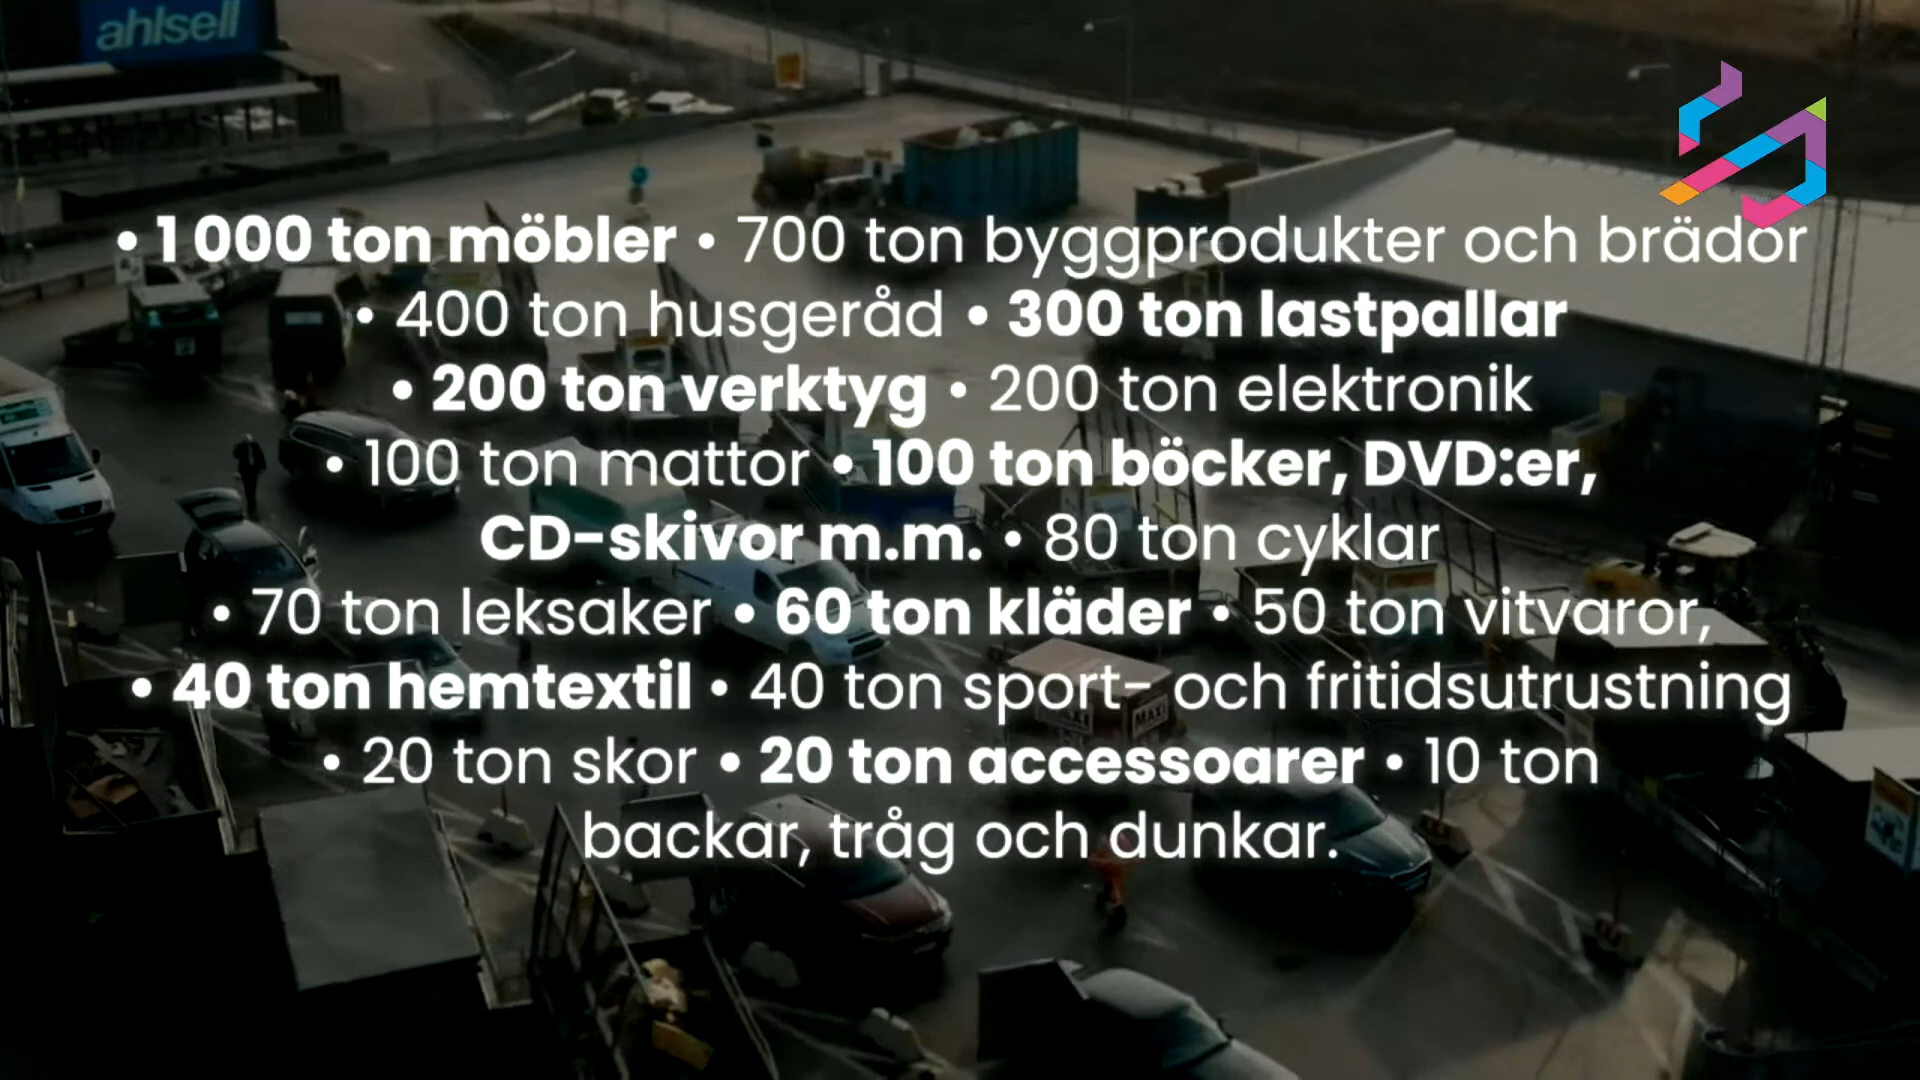 ahlsell
• 1 000 ton möbler • 700 ton byggprodukter och brädor
• 400 ton husgeråd • 300 ton lastpallar
• 200 ton verktyg • 200 ton elektronik
• 100 ton mattor • 100 ton böcker, DVD:er,
CD-skivor m.m. • 80 ton cyklar
• 70 ton leksaker • 60 ton kläder • 50 ton vitvaror,
• 40 ton hemtextil • 40 ton sport- och fritidsutrustning
MAXI
• 20 ton skor • 20 ton accessoarer • 10 ton
backar, tråg och dunkar.